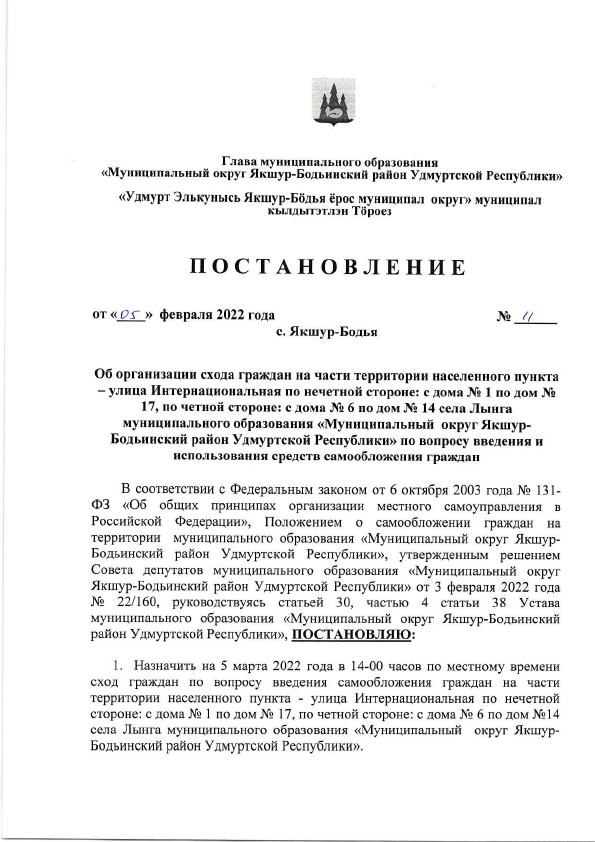 Глава муниципального образования
«Муниципальный округ Якшур-Бодьинский район Удмуртской Республики»
«Удмурт Элькунысь Якшур-Бӧдья ёрос муниципал округ» муниципал
кылдытэтлэн Тӧроез
П О С Т А Н О В Л Е Н И Е
от «05» февраля 2022 года № 4
с. Якшур-Бодья
Об организации схода граждан на части территории населенного пункта
– улица Интернациональная по нечетной стороне: с дома № 1 по дом №
17, по четной стороне: с дома № 6 по дом № 14 села Лынга
муниципального образования «Муниципальный округ Якшур-
Бодьинский район Удмуртской Республики» по вопросу введения и
использования средств самообложения граждан
В соответствии с Федеральным законом от 6 октября 2003 года № 131-
ФЗ «Об общих принципах организации местного самоуправления в
Российской Федерации», Положением о самообложении граждан на
территории муниципального образования «Муниципальный округ Якшур-
Бодьинский район Удмуртской Республики», утвержденным решением
Совета депутатов муниципального образования «Муниципальный округ
Якшур-Бодьинский район Удмуртской Республики» от 3 февраля 2022 года
№ 22/160, руководствуясь статьей 30, частью 4 статьи 38 Устава
муниципального образования «Муниципальный округ Якшур-Бодьинский
район Удмуртской Республики», ПОСТАНОВЛЯЮ:
1. Назначить на 5 марта 2022 года в 14-00 часов по местному времени
сход граждан по вопросу введения самообложения граждан на части
территории населенного пункта - улица Интернациональная по нечетной
стороне: с дома № 1 по дом № 17, по четной стороне: с дома № 6 по дом №14
села Лынга муниципального образования «Муниципальный округ Якшур-
Бодьинский район Удмуртской Республики».